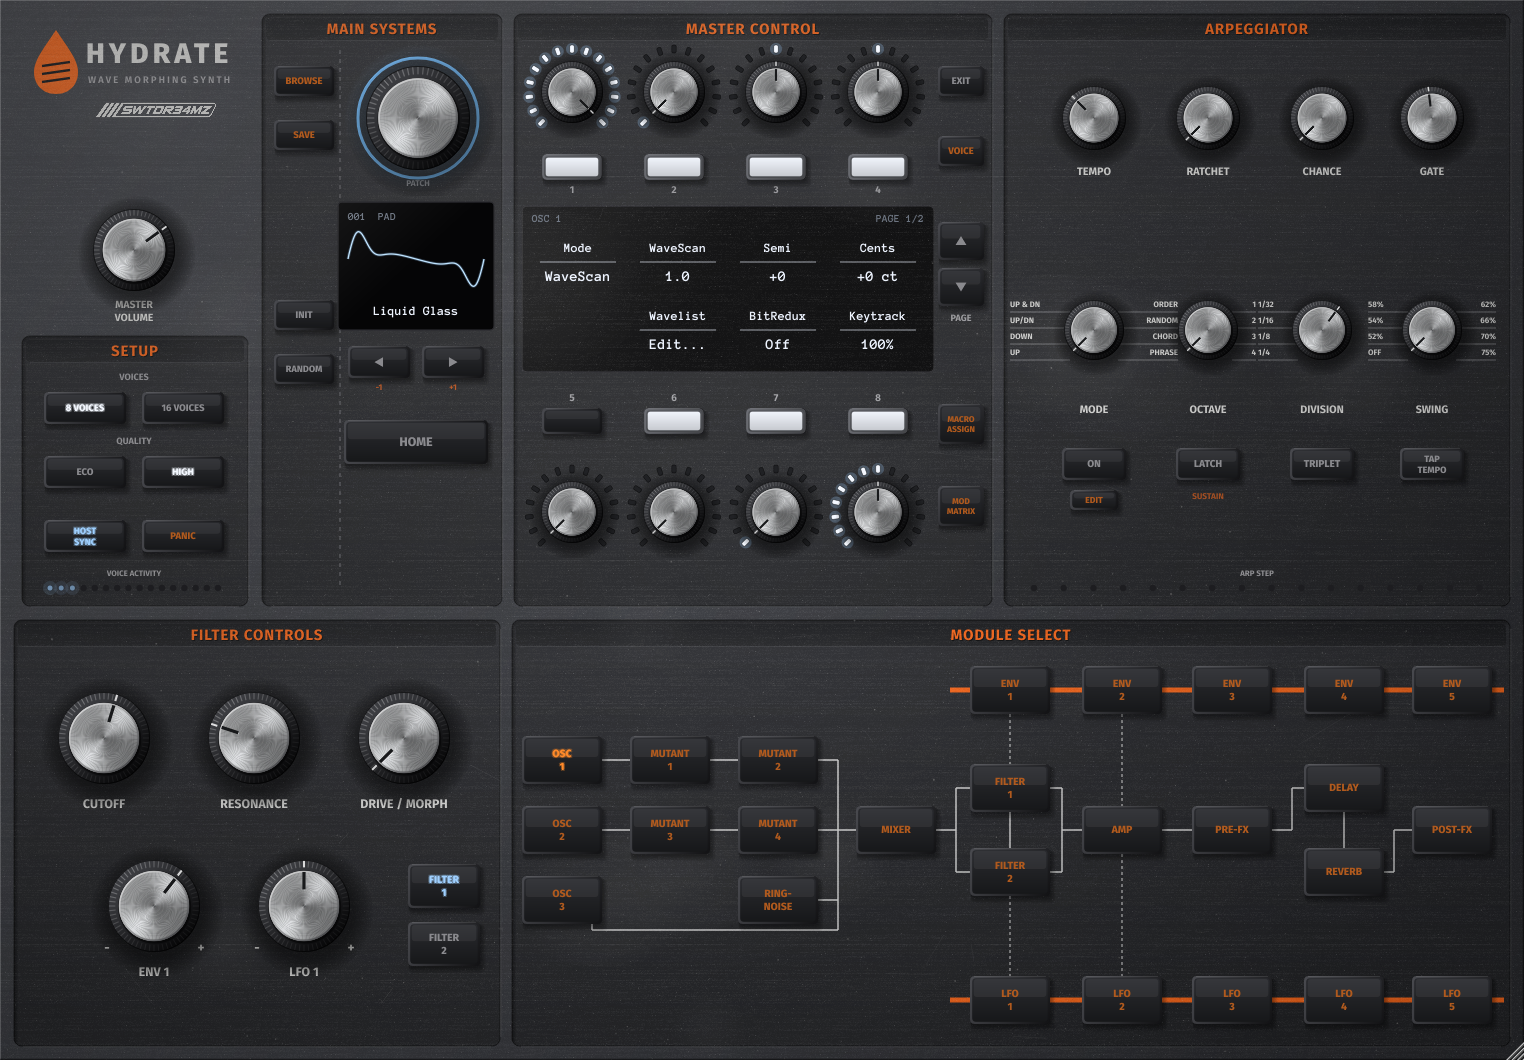 HYDRATE
WAVE MORPHING SYNTH
SWTOR34MZ
MASTER
VOLUME
SETUP
VOICES
8 VOICES
16 VOICES
QUALITY
ECO
HIGH
HOST
SYNC
PANIC
VOICE ACTIVITY
MAIN SYSTEMS
BROWSE
SAVE
PATCH
001 PAD
Liquid Glass
INIT
RANDOM
◀
▶
-1
+1
HOME
MASTER CONTROL
EXIT
VOICE
1
2
3
4
OSC 1
PAGE 1/2
Mode
WaveScan
Semi
Cents
WaveScan
1.0
+0
+0 ct
Wavelist
BitRedux
Keytrack
Edit...
Off
100%
▲
▼
PAGE
5
6
7
8
MACRO
ASSIGN
MOD
MATRIX
ARPEGGIATOR
TEMPO
RATCHET
CHANCE
GATE
UP & DN
UP/DN
DOWN
UP
ORDER
RANDOM
CHORD
PHRASE
1 1/32
2 1/16
3 1/8
4 1/4
58%
54%
52%
OFF
62%
66%
70%
75%
MODE
OCTAVE
DIVISION
SWING
ON
LATCH
TRIPLET
TAP
TEMPO
EDIT
SUSTAIN
ARP STEP
FILTER CONTROLS
CUTOFF
RESONANCE
DRIVE / MORPH
- +
- +
ENV 1
LFO 1
FILTER
1
FILTER
2
MODULE SELECT
ENV
1
ENV
2
ENV
3
ENV
4
ENV
5
OSC
1
MUTANT
1
MUTANT
2
OSC
2
MUTANT
3
MUTANT
4
OSC
3
RING-
NOISE
MIXER
FILTER
1
FILTER
2
AMP
PRE-FX
DELAY
REVERB
POST-FX
LFO
1
LFO
2
LFO
3
LFO
4
LFO
5